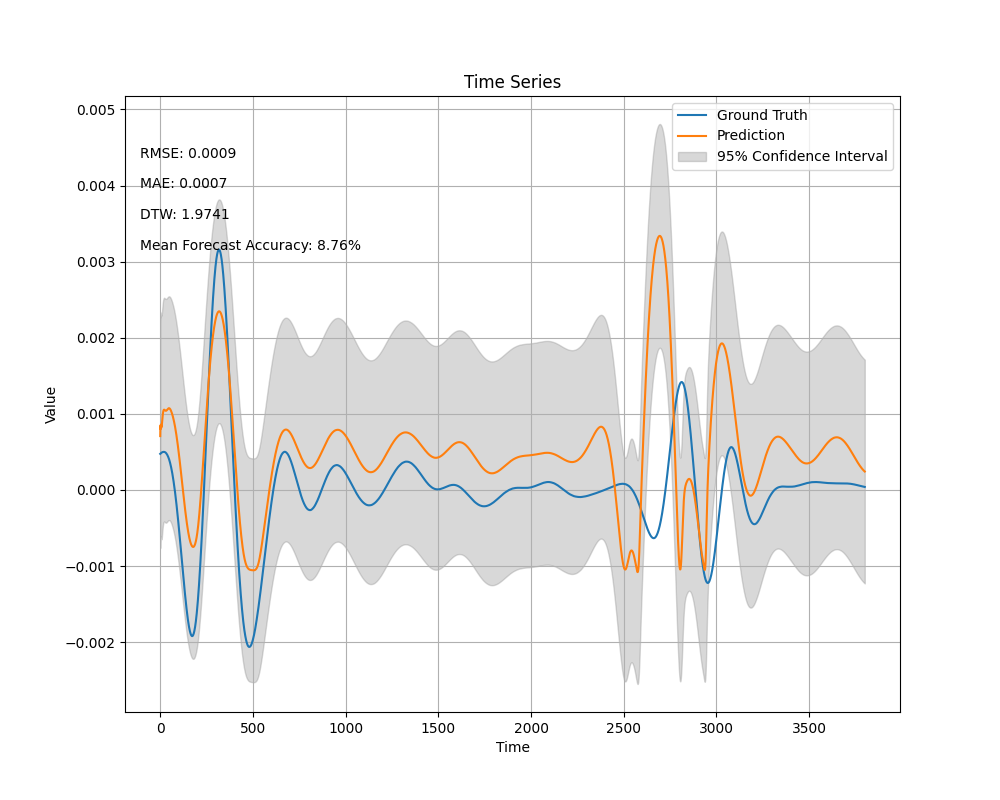 Time Series
0.005
0.004
0.003
0.002
0.001
0.000
−0.001
−0.002
Value
RMSE: 0.0009
MAE: 0.0007
DTW: 1.9741
Mean Forecast Accuracy: 8.76%
Ground Truth
Prediction
95% Confidence Interval
0 500 1000 1500 2000 2500 3000 3500
Time